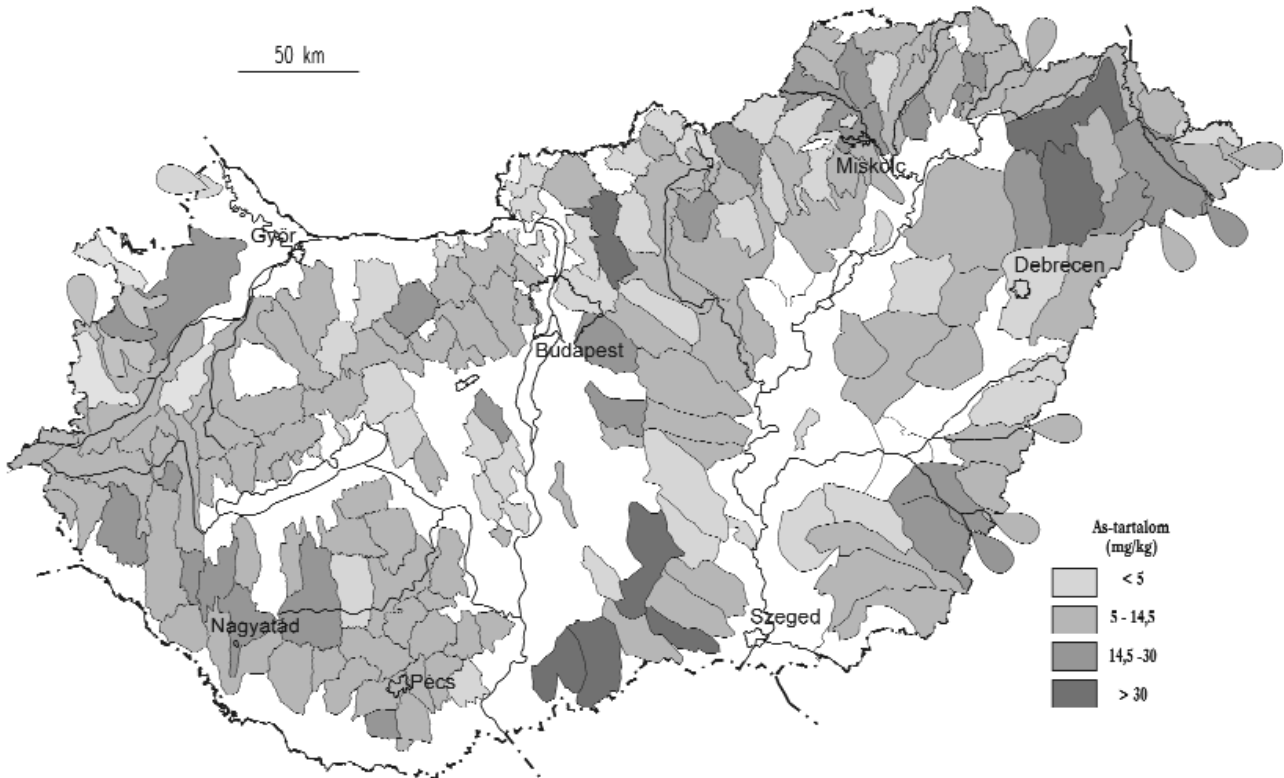 50 km
Miskolc
Győr
Debrecen
Budapest
As-tartalom
(mg/kg)
< 5
5 - 14,5
14,5 -30
> 30
Szeged
Nagyatád
Pécs